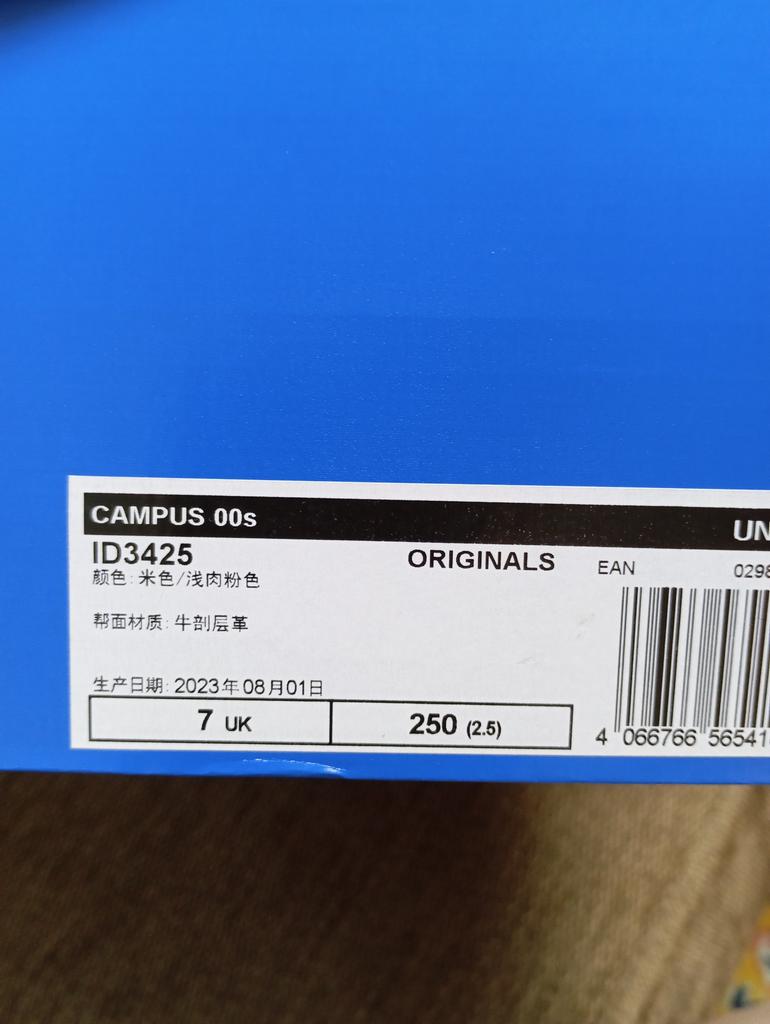 CAMPUS 00s
UN
ID3425
ORIGINALS
EAN
0298
颜色: 米色/浅肉粉色
帮面材质: 牛剖层革
生产日期: 2023年08月01日
7 UK
250 (2.5)
4 066766 56541